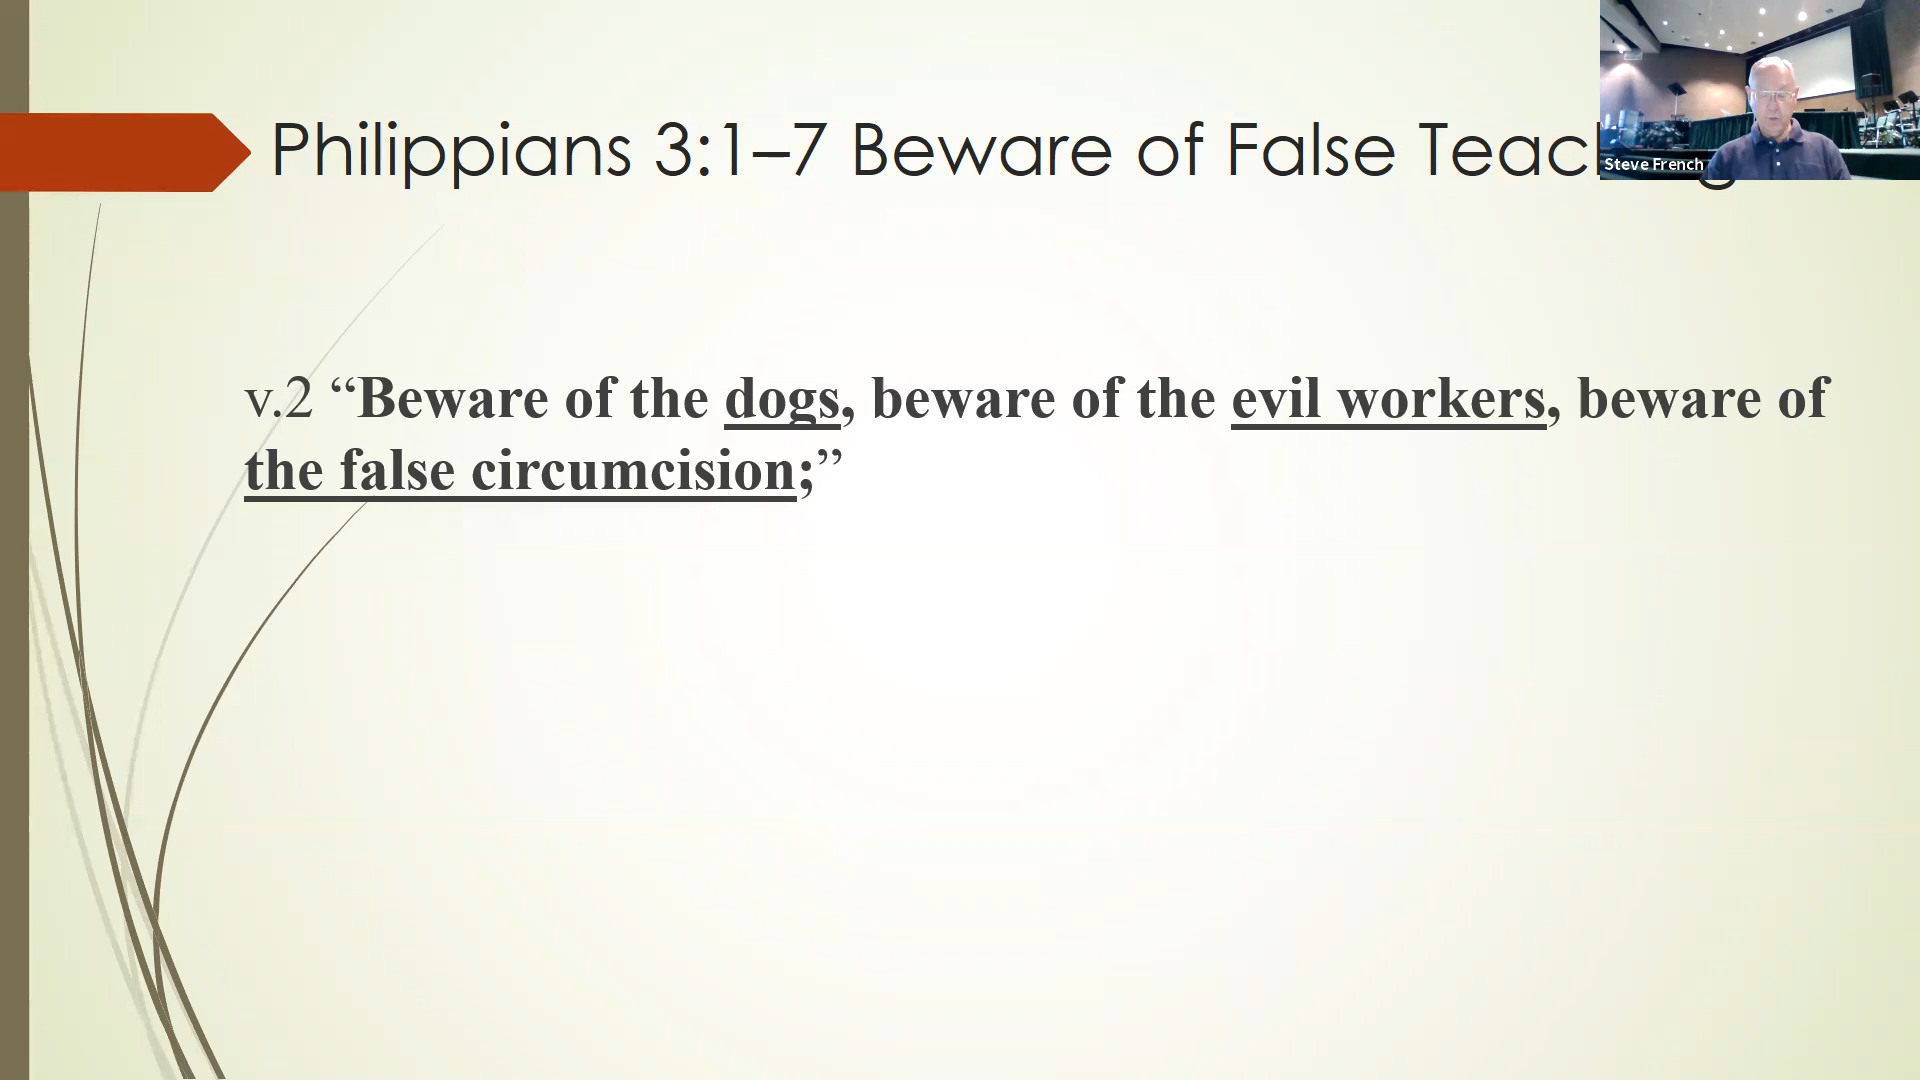 Philippians 3:1–7 Beware of False Teac
Steve French
v.2 “Beware of the dogs, beware of the evil workers, beware of
the false circumcision;”